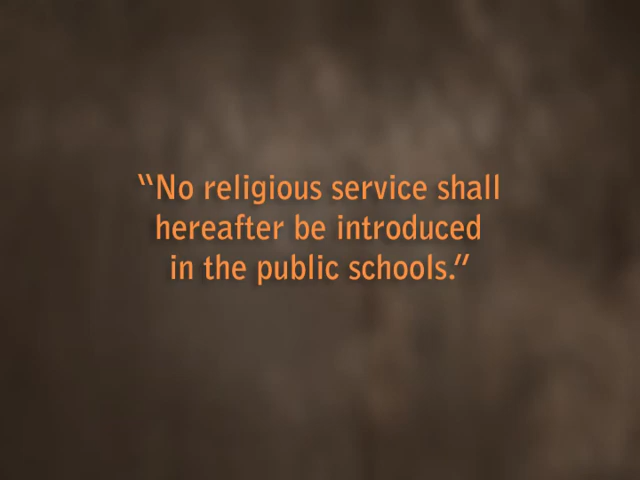 “No religious service shall
hereafter be introduced
in the public schools.”